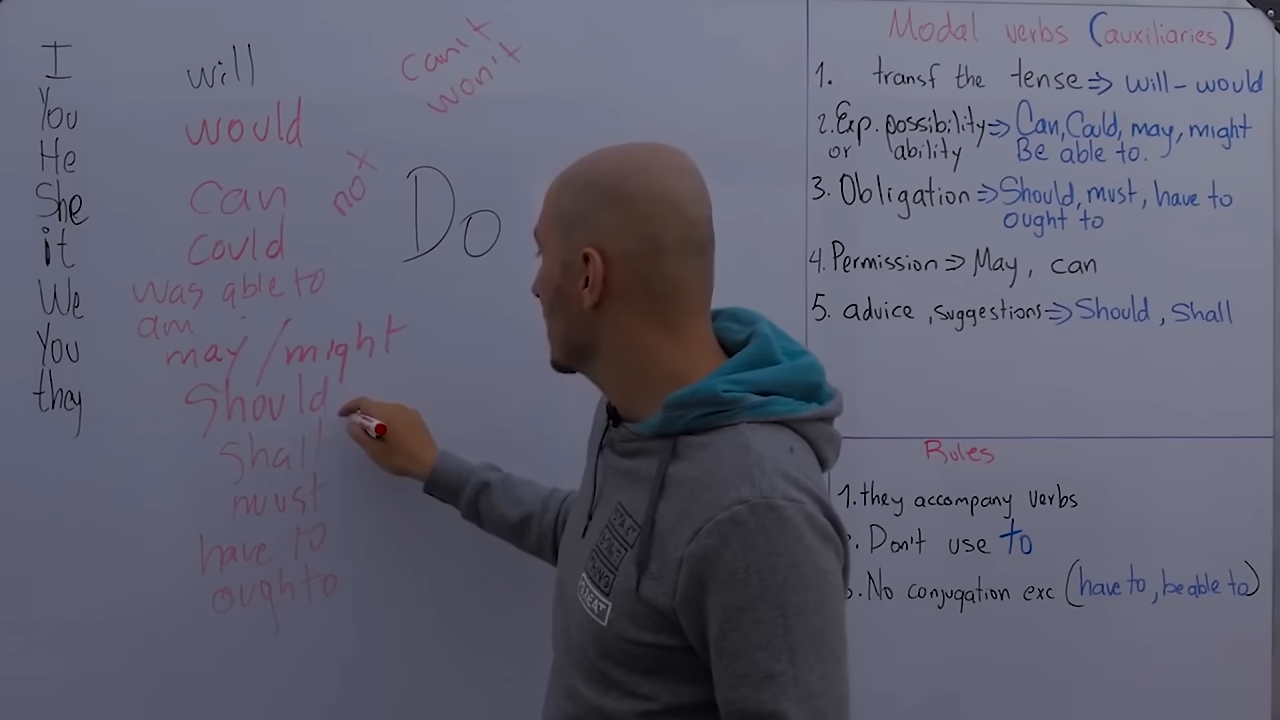 I
You
He
She
it
We
You
they
will
would
can
could
was able to
am
may/might
Should
shall
must
have to
ought to
can't
won't
not
Do
Modal verbs (auxiliaries)
1. transf the tense ⇒ will - would
2. Exp. possibility ⇒ Can, Could, may, might
or ability Be able to.
3. Obligation ⇒ Should, must, have to
ought to
4. Permission ⇒ May, can
5. advice, suggestions ⇒ Should, shall
Rules
1. they accompany verbs
. Don't use to
. No conjugation exc (have to, be able to)
START
GREAT